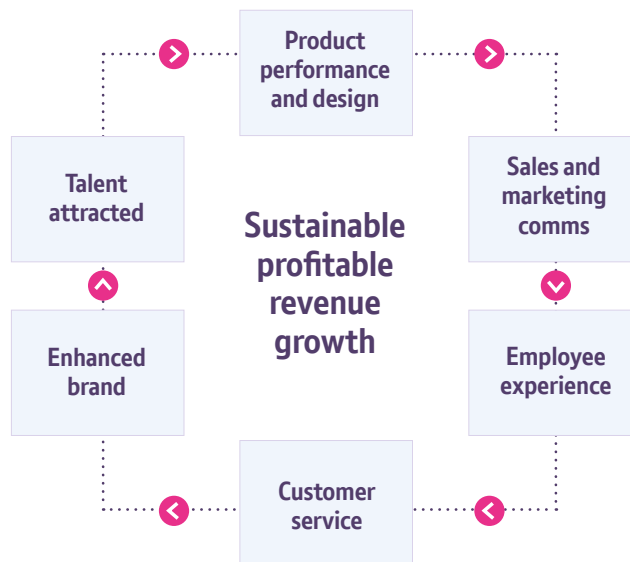 Product
performance
and design
Talent
attracted
Sales and
marketing
comms
Sustainable
profitable
revenue
growth
Enhanced
brand
Employee
experience
Customer
service